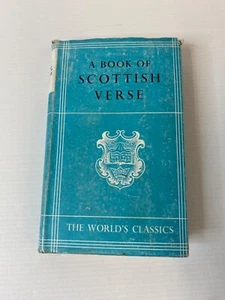 A BOOK OF
SCOTTISH
VERSE
THE WORLD'S CLASSICS